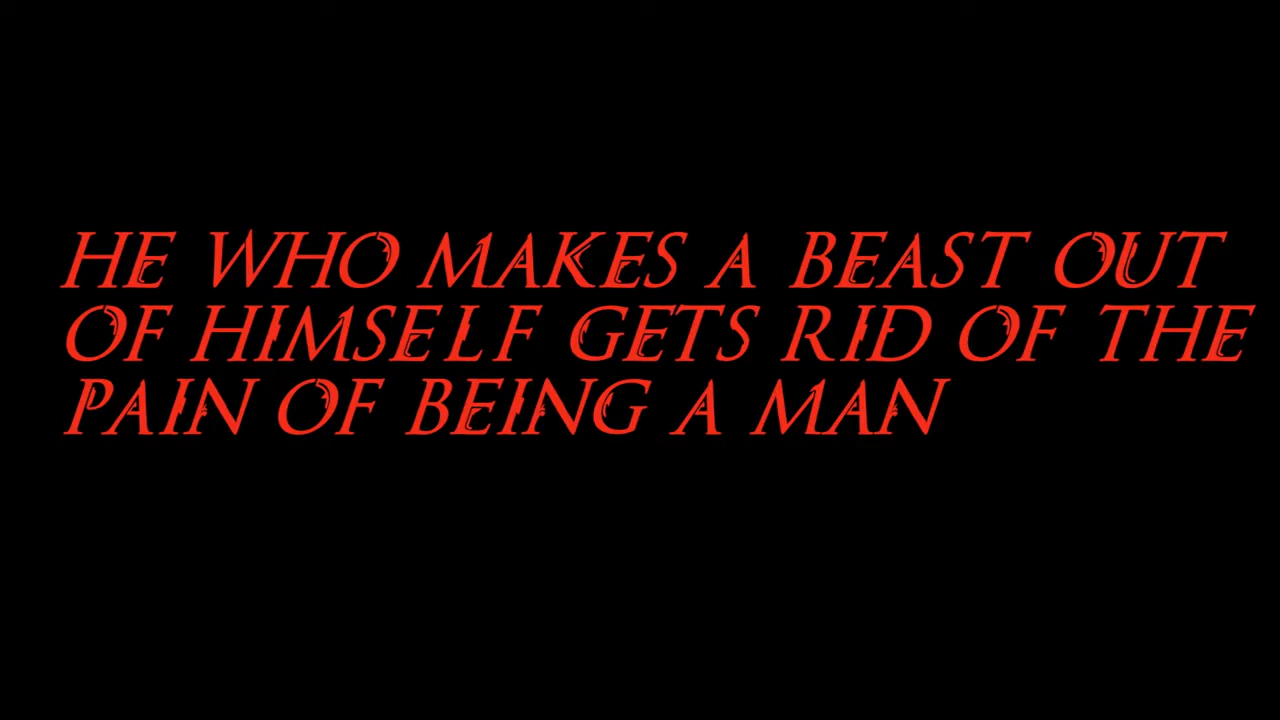 HE WHO MAKES A BEAST OUT
OF HIMSELF GETS RID OF THE
PAIN OF BEING A MAN